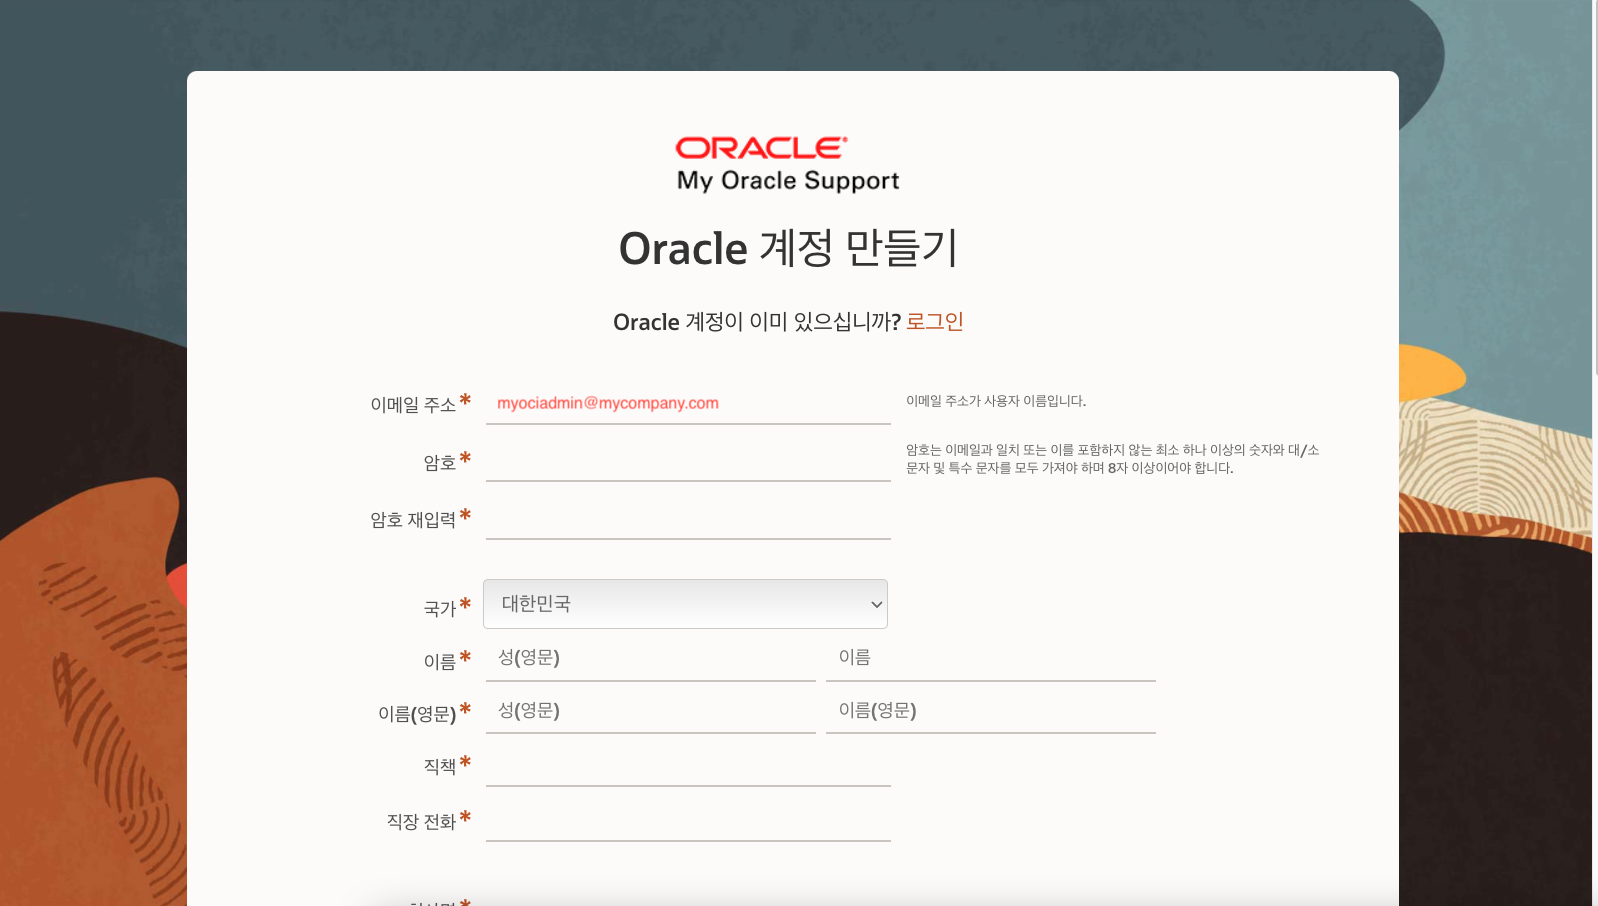 ORACLE
My Oracle Support
Oracle 계정 만들기
Oracle 계정이 이미 있으십니까? 로그인
이메일 주소* myociadmin@mycompany.com 이메일 주소가 사용자 이름입니다.
암호* 암호는 이메일과 일치 또는 이를 포함하지 않는 최소 하나 이상의 숫자와 대/소
문자 및 특수 문자를 모두 가져야 하며 8자 이상이어야 합니다.
암호 재입력*
국가* 대한민국
이름* 성(영문) 이름
이름(영문)* 성(영문) 이름(영문)
직책*
직장 전화*